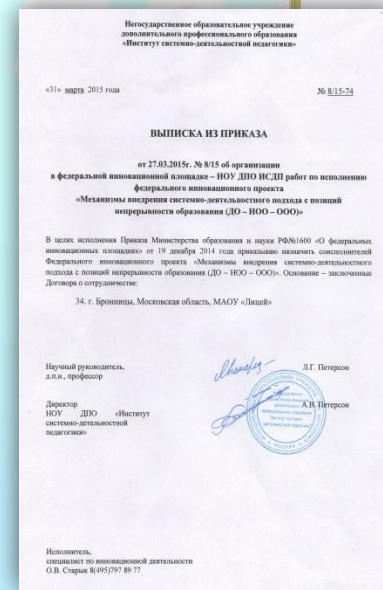 Негосударственное образовательное учреждение
дополнительного профессионального образования
«Институт системно-деятельностной педагогики»
«31» марта 2015 года № 8/15-74
ВЫПИСКА ИЗ ПРИКАЗА
от 27.03.2015г. № 8/15 об организации
в федеральной инновационной площадке – НОУ ДПО ИСДП работ по исполнению
федерального инновационного проекта
«Механизмы внедрения системно-деятельностного подхода с позиций
непрерывности образования (ДО – НОО – ООО)»
В целях исполнения Приказа Министерства образования и науки РФ№1600 «О федеральных
инновационных площадках» от 19 декабря 2014 года приказываю назначить соисполнителей
Федерального инновационного проекта «Механизмы внедрения системно-деятельностного
подхода с позиций непрерывности образования (ДО – НОО – ООО)». Основание – заключенные
Договора о сотрудничестве:
34. г. Бронницы, Московская область, МАОУ «Лицей»
Научный руководитель,
д.п.н., профессор Л.Г. Петерсон
Директор
НОУ ДПО «Институт
системно-деятельностной
педагогики» А.В. Петерсон
Исполнитель,
специалист по инновационной деятельности
О.В. Старык 8(495)797 89 77